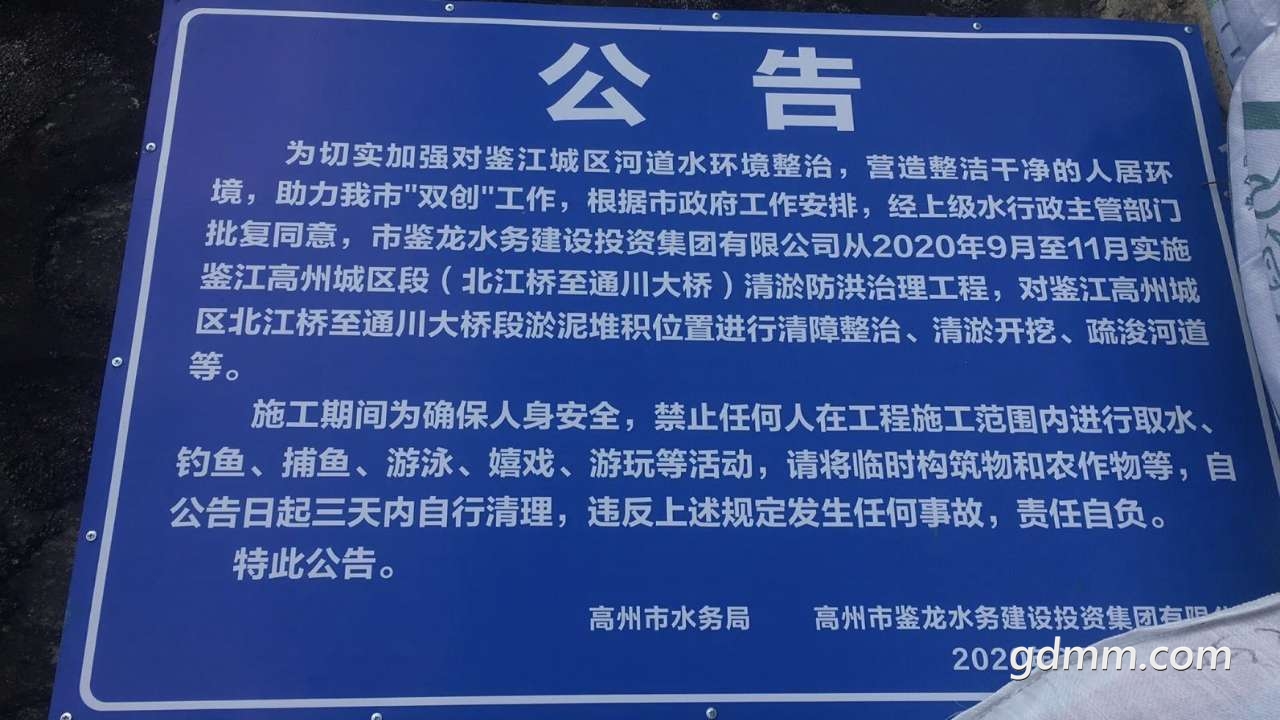 公 告
为切实加强对鉴江城区河道水环境整治，营造整洁干净的人居环
境，助力我市"双创"工作，根据市政府工作安排，经上级水行政主管部门
批复同意，市鉴龙水务建设投资集团有限公司从2020年9月至11月实施
鉴江高州城区段（北江桥至通川大桥）清淤防洪治理工程，对鉴江高州城
区北江桥至通川大桥段淤泥堆积位置进行清障整治、清淤开挖、疏浚河道
等。
施工期间为确保人身安全，禁止任何人在工程施工范围内进行取水、
钓鱼、捕鱼、游泳、嬉戏、游玩等活动，请将临时构筑物和农作物等，自
公告日起三天内自行清理，违反上述规定发生任何事故，责任自负。
特此公告。
高州市水务局 高州市鉴龙水务建设投资集团有限
202
gdmm.com